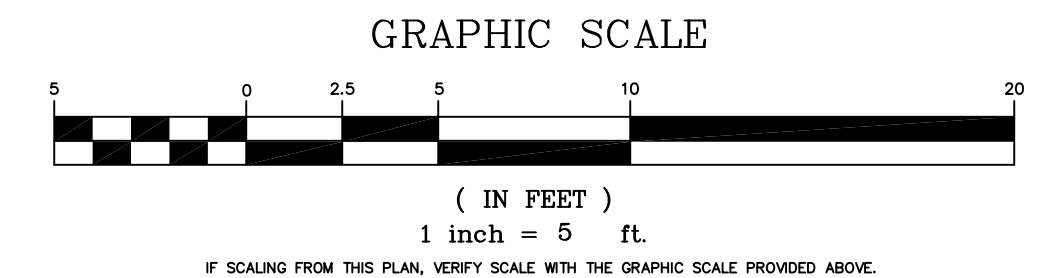 GRAPHIC SCALE
5 0 2.5 5 10 20
( IN FEET )
1 inch = 5 ft.
IF SCALING FROM THIS PLAN, VERIFY SCALE WITH THE GRAPHIC SCALE PROVIDED ABOVE.